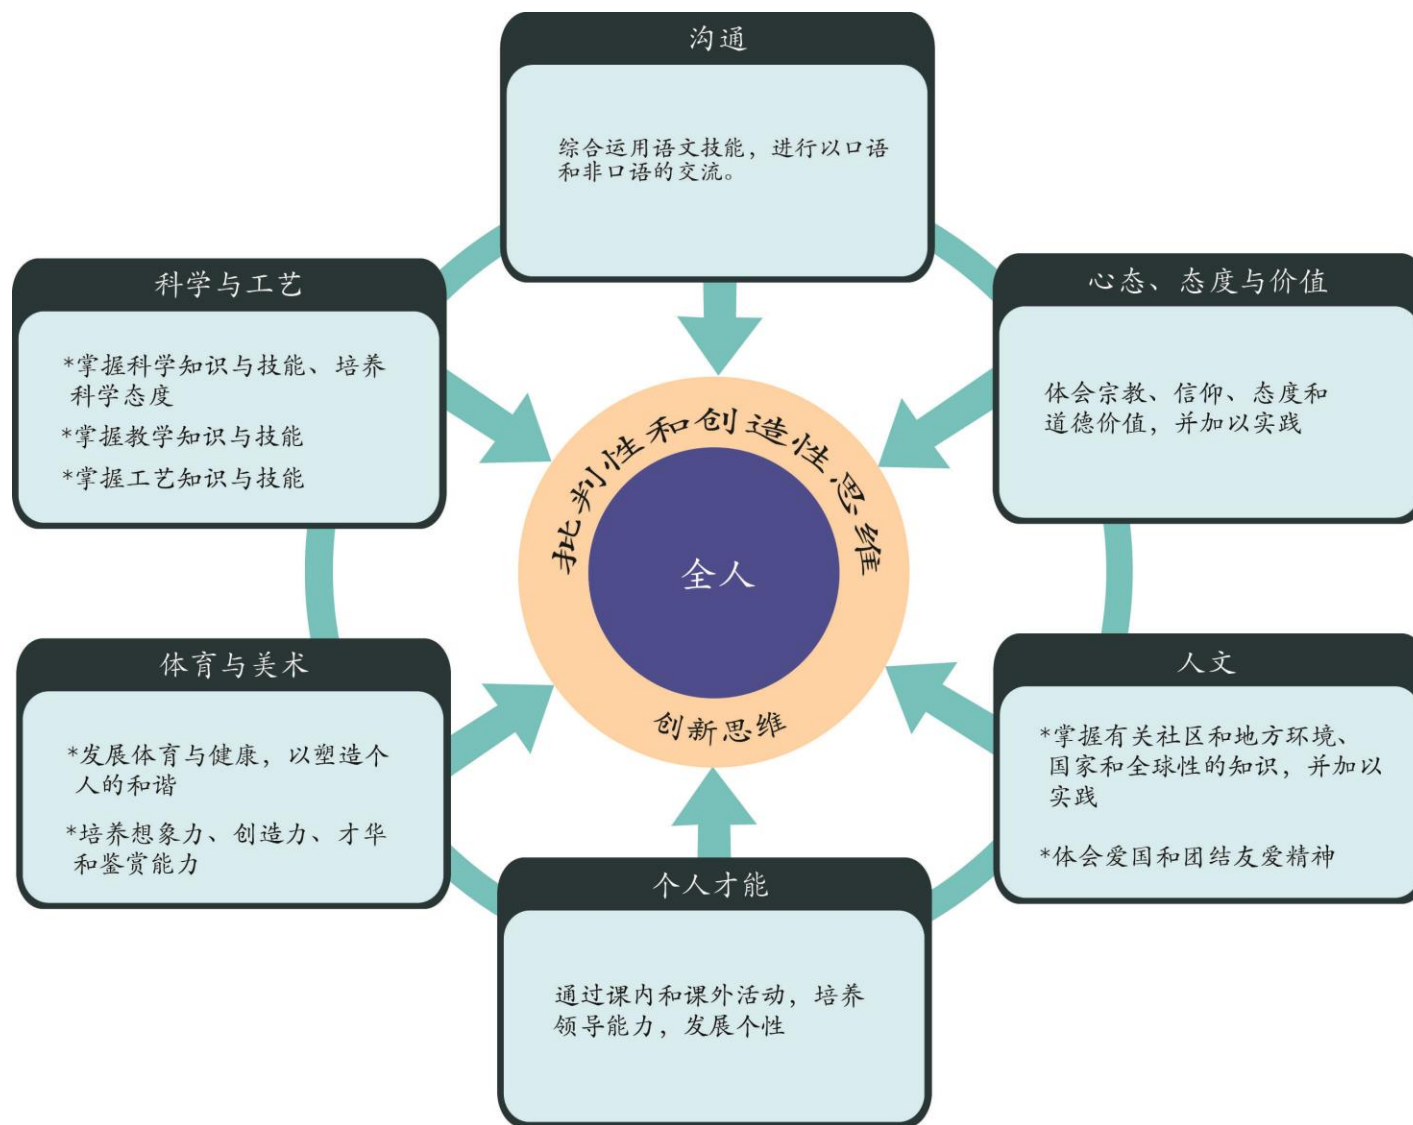 沟通
综合运用语文技能，进行以口语
和非口语的交流。
科学与工艺
*掌握科学知识与技能、培养
科学态度
*掌握教学知识与技能
*掌握工艺知识与技能
心态、态度与价值
体会宗教、信仰、态度和
道德价值，并加以实践
批判性和创造性思维
全人
创新思维
体育与美术
*发展体育与健康，以塑造个
人的和谐
*培养想象力、创造力、才华
和鉴赏能力
人文
*掌握有关社区和地方环境、
国家和全球性的知识，并加以
实践
*体会爱国和团结友爱精神
个人才能
通过课内和课外活动，培养
领导能力，发展个性